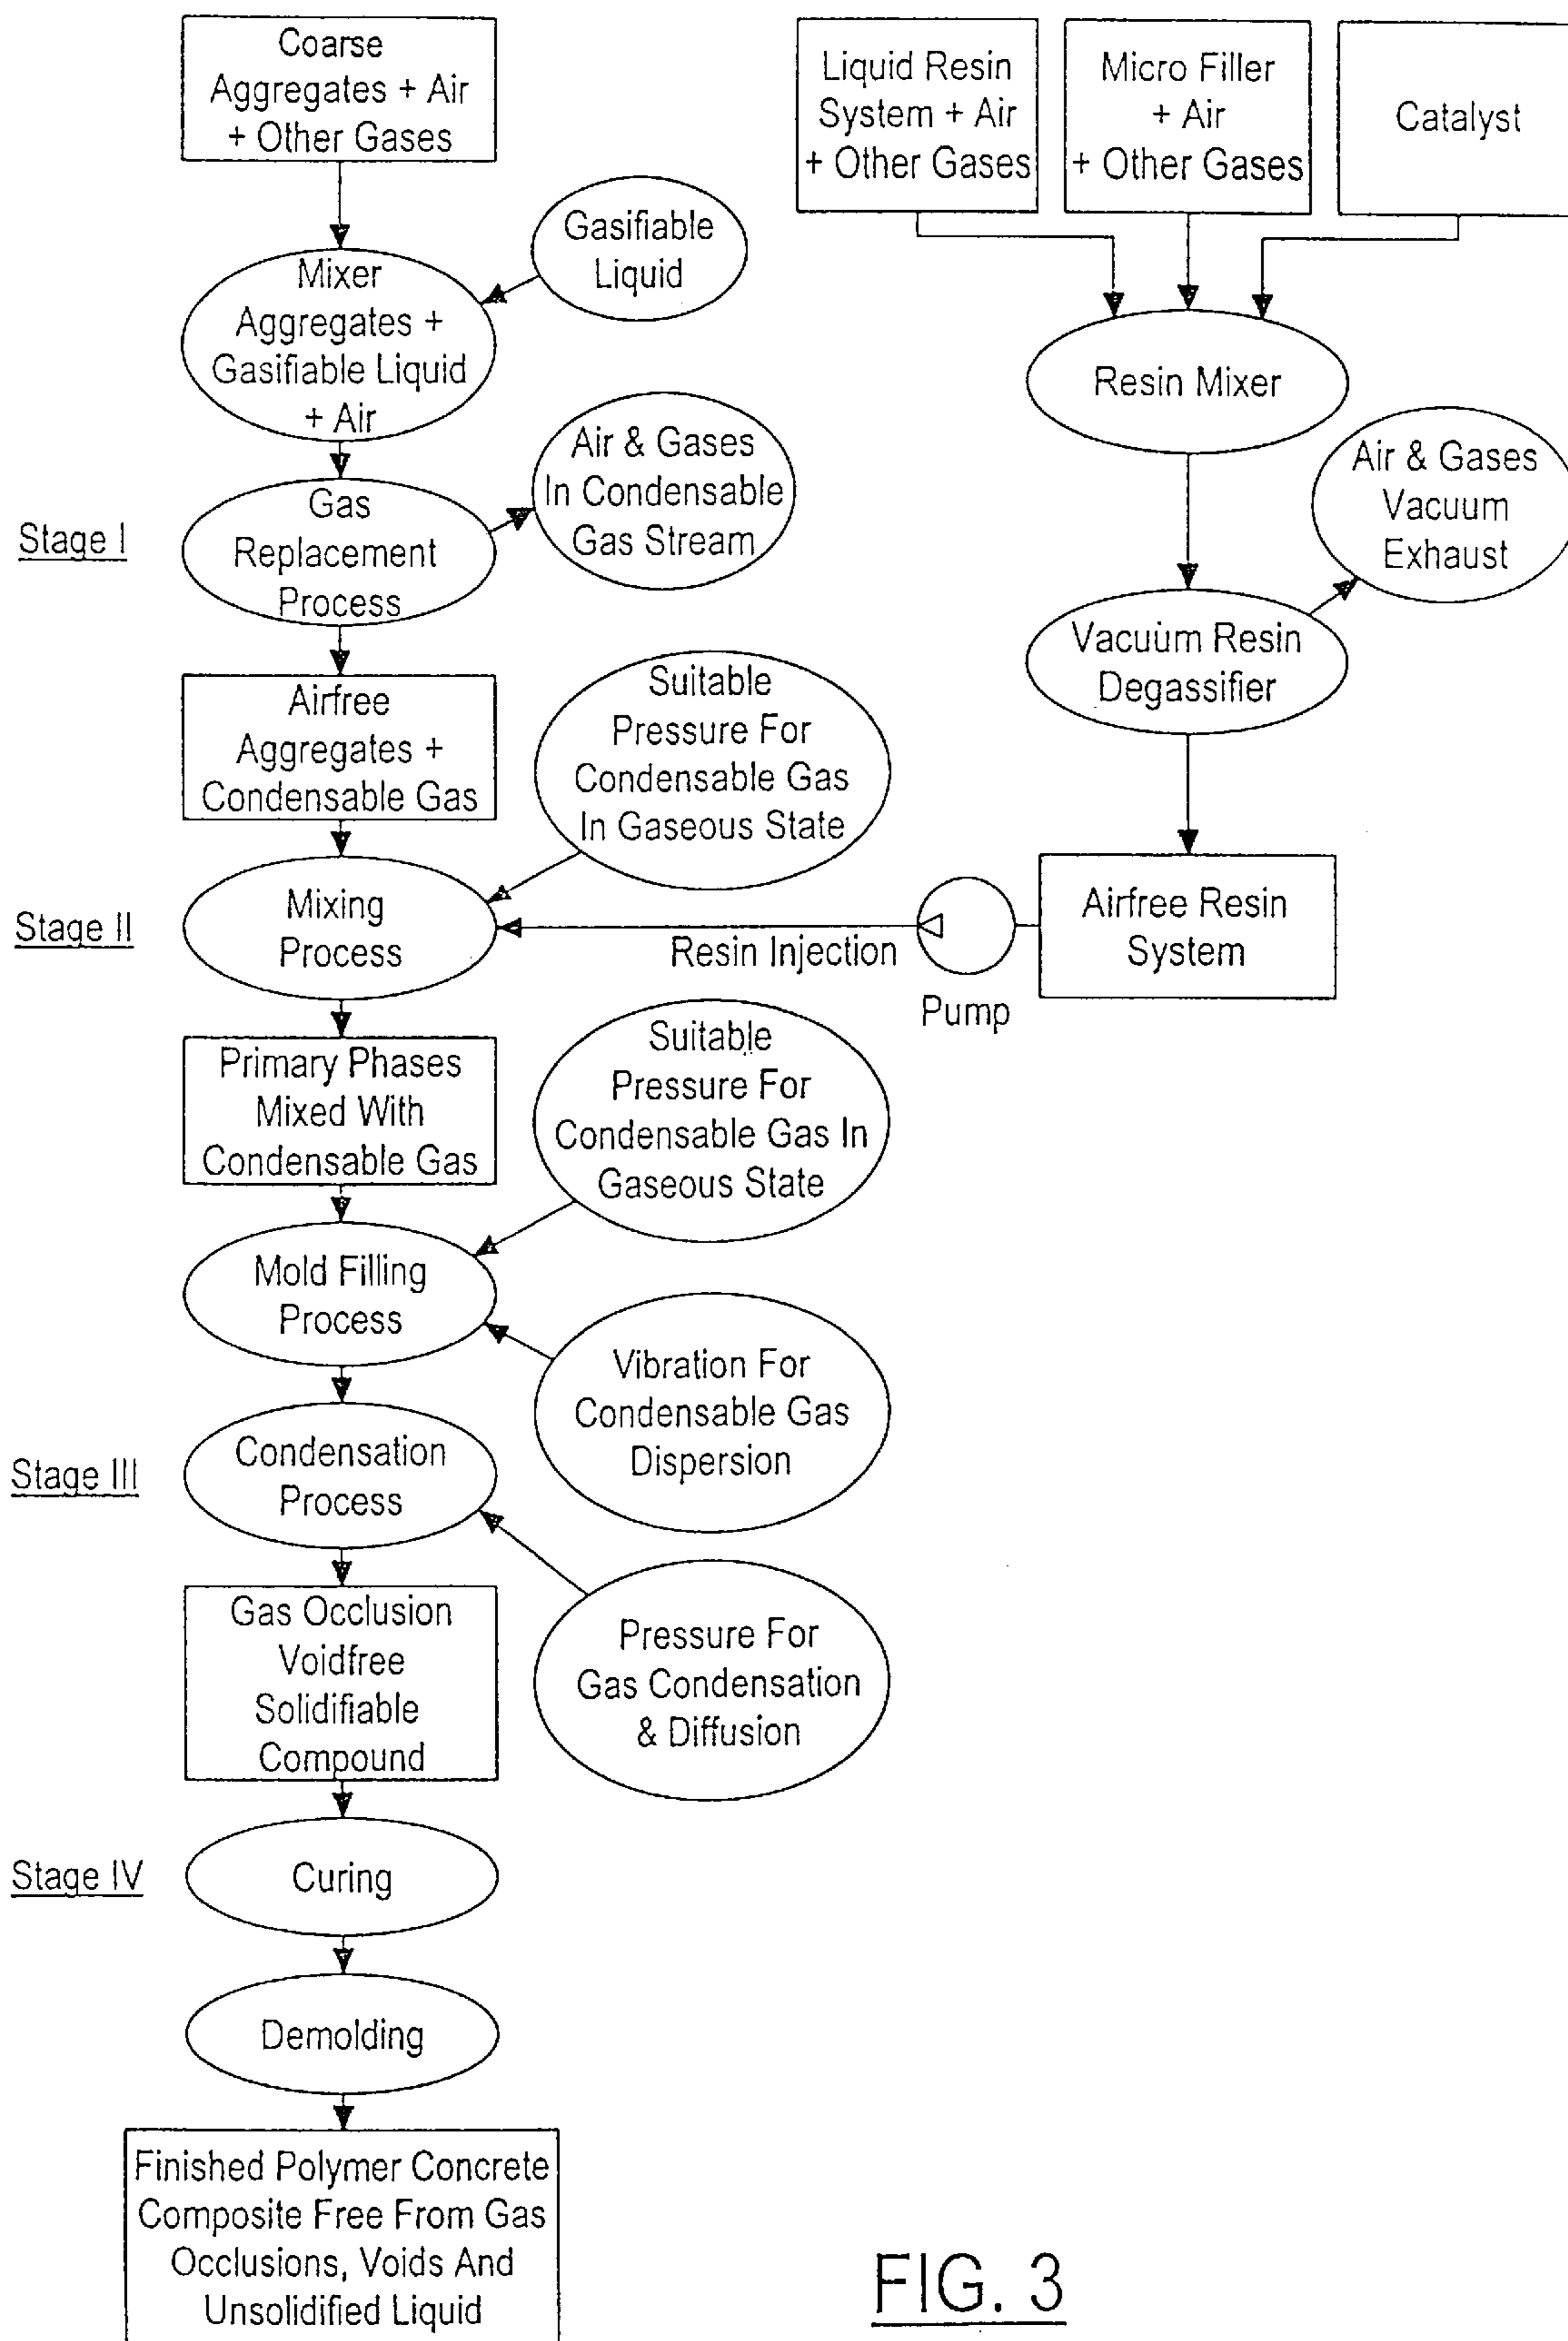 Coarse
Aggregates + Air
+ Other Gases
Liquid Resin
System + Air
+ Other Gases
Micro Filler
+ Air
+ Other Gases
Catalyst
Gasifiable
Liquid
Mixer
Aggregates +
Gasifiable Liquid
+ Air
Resin Mixer
Air & Gases
In Condensable
Gas Stream
Air & Gases
Vacuum
Exhaust
Stage I
Gas
Replacement
Process
Vacuum Resin
Degassifier
Airfree
Aggregates +
Condensable Gas
Suitable
Pressure For
Condensable Gas
In Gaseous State
Stage II
Mixing
Process
Resin Injection
Pump
Airfree Resin
System
Primary Phases
Mixed With
Condensable Gas
Suitable
Pressure For
Condensable Gas In
Gaseous State
Mold Filling
Process
Vibration For
Condensable Gas
Dispersion
Stage III
Condensation
Process
Gas Occlusion
Voidfree
Solidifiable
Compound
Pressure For
Gas Condensation
& Diffusion
Stage IV
Curing
Demolding
Finished Polymer Concrete
Composite Free From Gas
Occlusions, Voids And
Unsolidified Liquid
FIG. 3